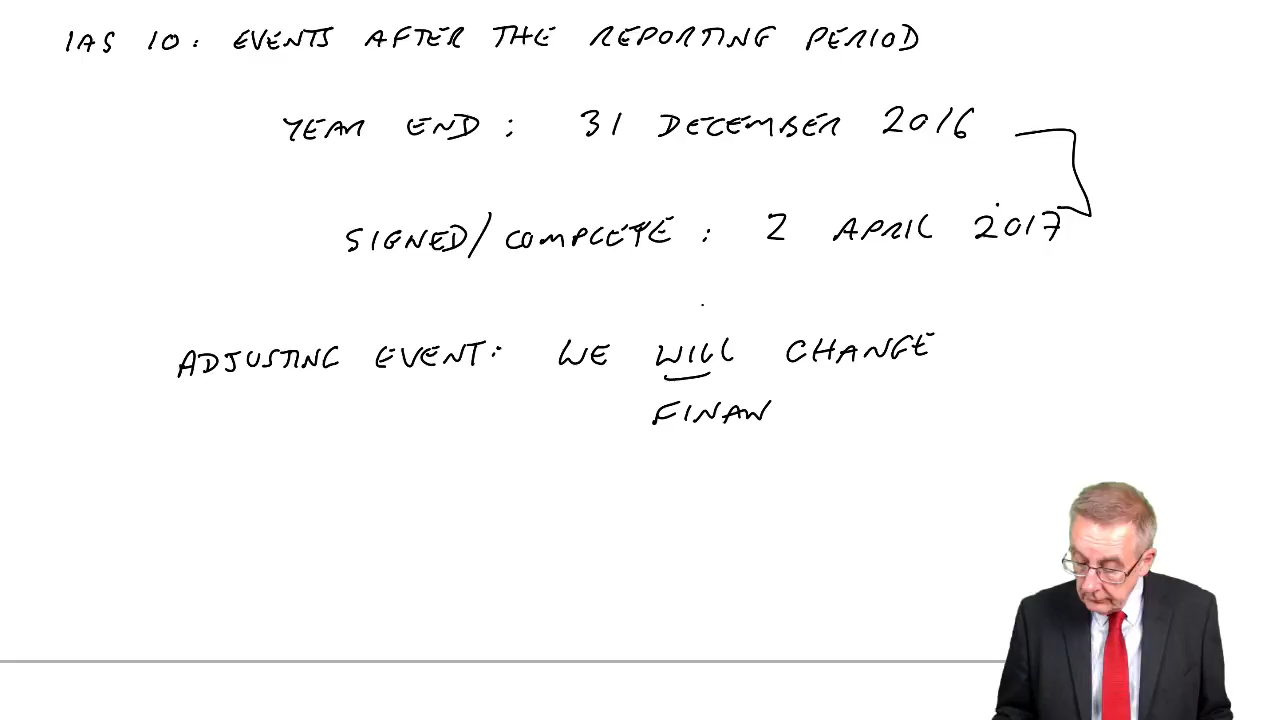 IAS 10: EVENTS AFTER THE REPORTING PERIOD
YEAR END: 31 DECEMBER 2016
SIGNED/COMPLETE: 2 APRIL 2017
ADJUSTING EVENT: WE WILL CHANGE
FINAN